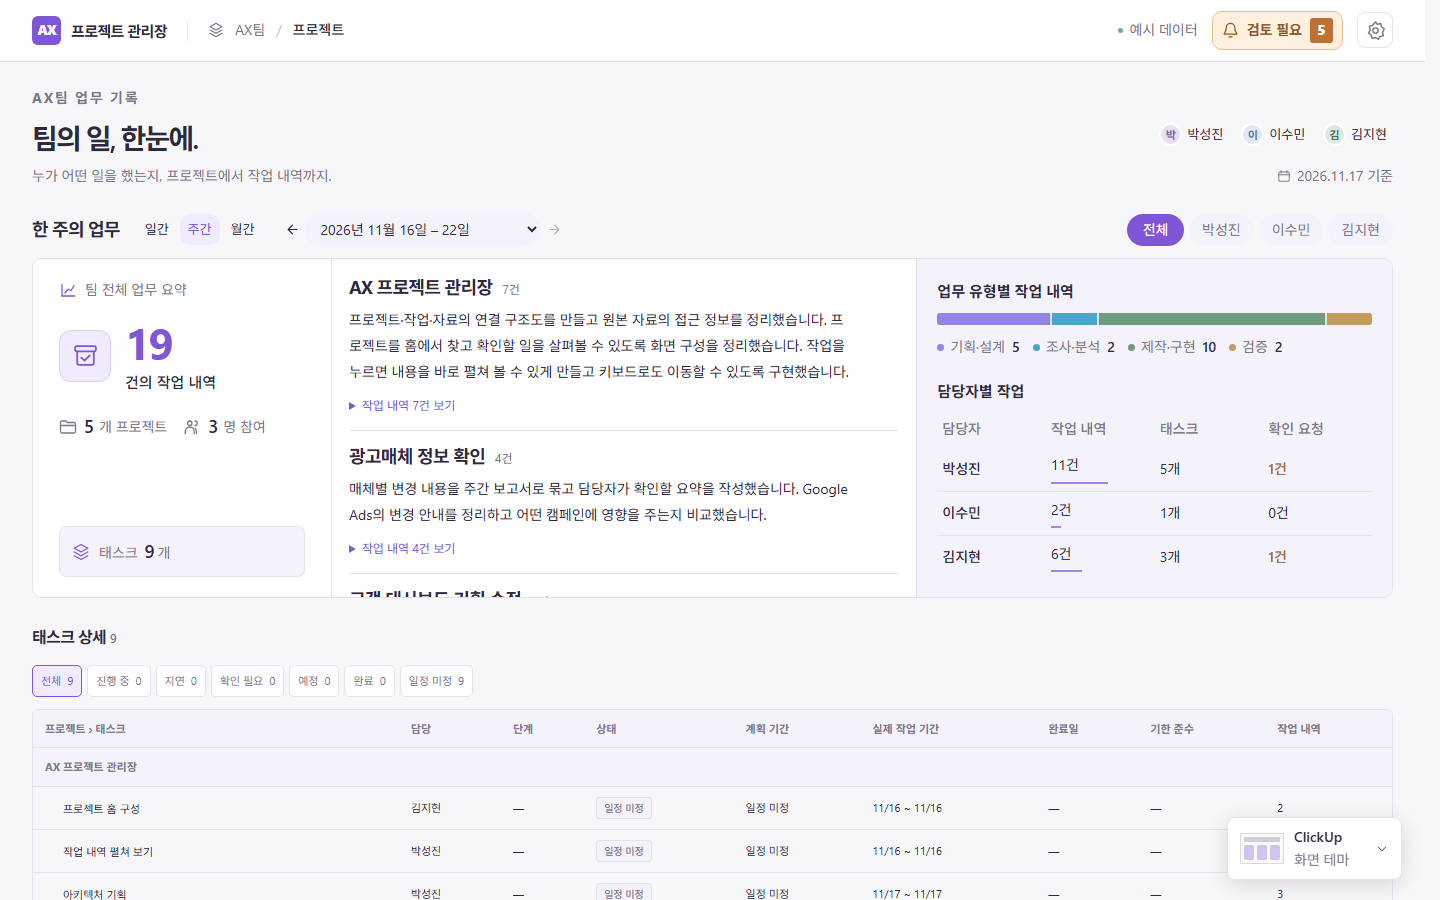 AX 프로젝트 관리장
AX팀 / 프로젝트
예시 데이터
검토 필요 5
AX팀 업무 기록
팀의 일, 한눈에.
누가 어떤 일을 했는지, 프로젝트에서 작업 내역까지.
박 박성진 이 이수민 김 김지현
2026.11.17 기준
한 주의 업무 일간 주간 월간 ← 2026년 11월 16일 – 22일 →
전체 박성진 이수민 김지현
팀 전체 업무 요약
19
건의 작업 내역
5 개 프로젝트 3 명 참여
태스크 9 개
AX 프로젝트 관리장 7건
프로젝트·작업·자료의 연결 구조도를 만들고 원본 자료의 접근 정보를 정리했습니다. 프
로젝트를 홈에서 찾고 확인할 일을 살펴볼 수 있도록 화면 구성을 정리했습니다. 작업을
누르면 내용을 바로 펼쳐 볼 수 있게 만들고 키보드로도 이동할 수 있도록 구현했습니다.
▶ 작업 내역 7건 보기
광고매체 정보 확인 4건
매체별 변경 내용을 주간 보고서로 묶고 담당자가 확인할 요약을 작성했습니다. Google
Ads의 변경 안내를 정리하고 어떤 캠페인에 영향을 주는지 비교했습니다.
▶ 작업 내역 4건 보기
업무 유형별 작업 내역
기획·설계 5 조사·분석 2 제작·구현 10 검증 2
담당자별 작업
담당자 작업 내역 태스크 확인 요청
박성진 11건 5개 1건
이수민 2건 1개 0건
김지현 6건 3개 1건
태스크 상세 9
전체 9 진행 중 0 지연 0 확인 필요 0 예정 0 완료 0 일정 미정 9
프로젝트 › 태스크 담당 단계 상태 계획 기간 실제 작업 기간 완료일 기한 준수 작업 내역
AX 프로젝트 관리장
프로젝트 홈 구성 김지현 — 일정 미정 일정 미정 11/16 ~ 11/16 — — 2
작업 내역 펼쳐 보기 박성진 — 일정 미정 일정 미정 11/16 ~ 11/16 — —
아키텍처 기획 박성진 — 일정 미정 일정 미정 11/17 ~ 11/17 — — 3
ClickUp
화면 테마